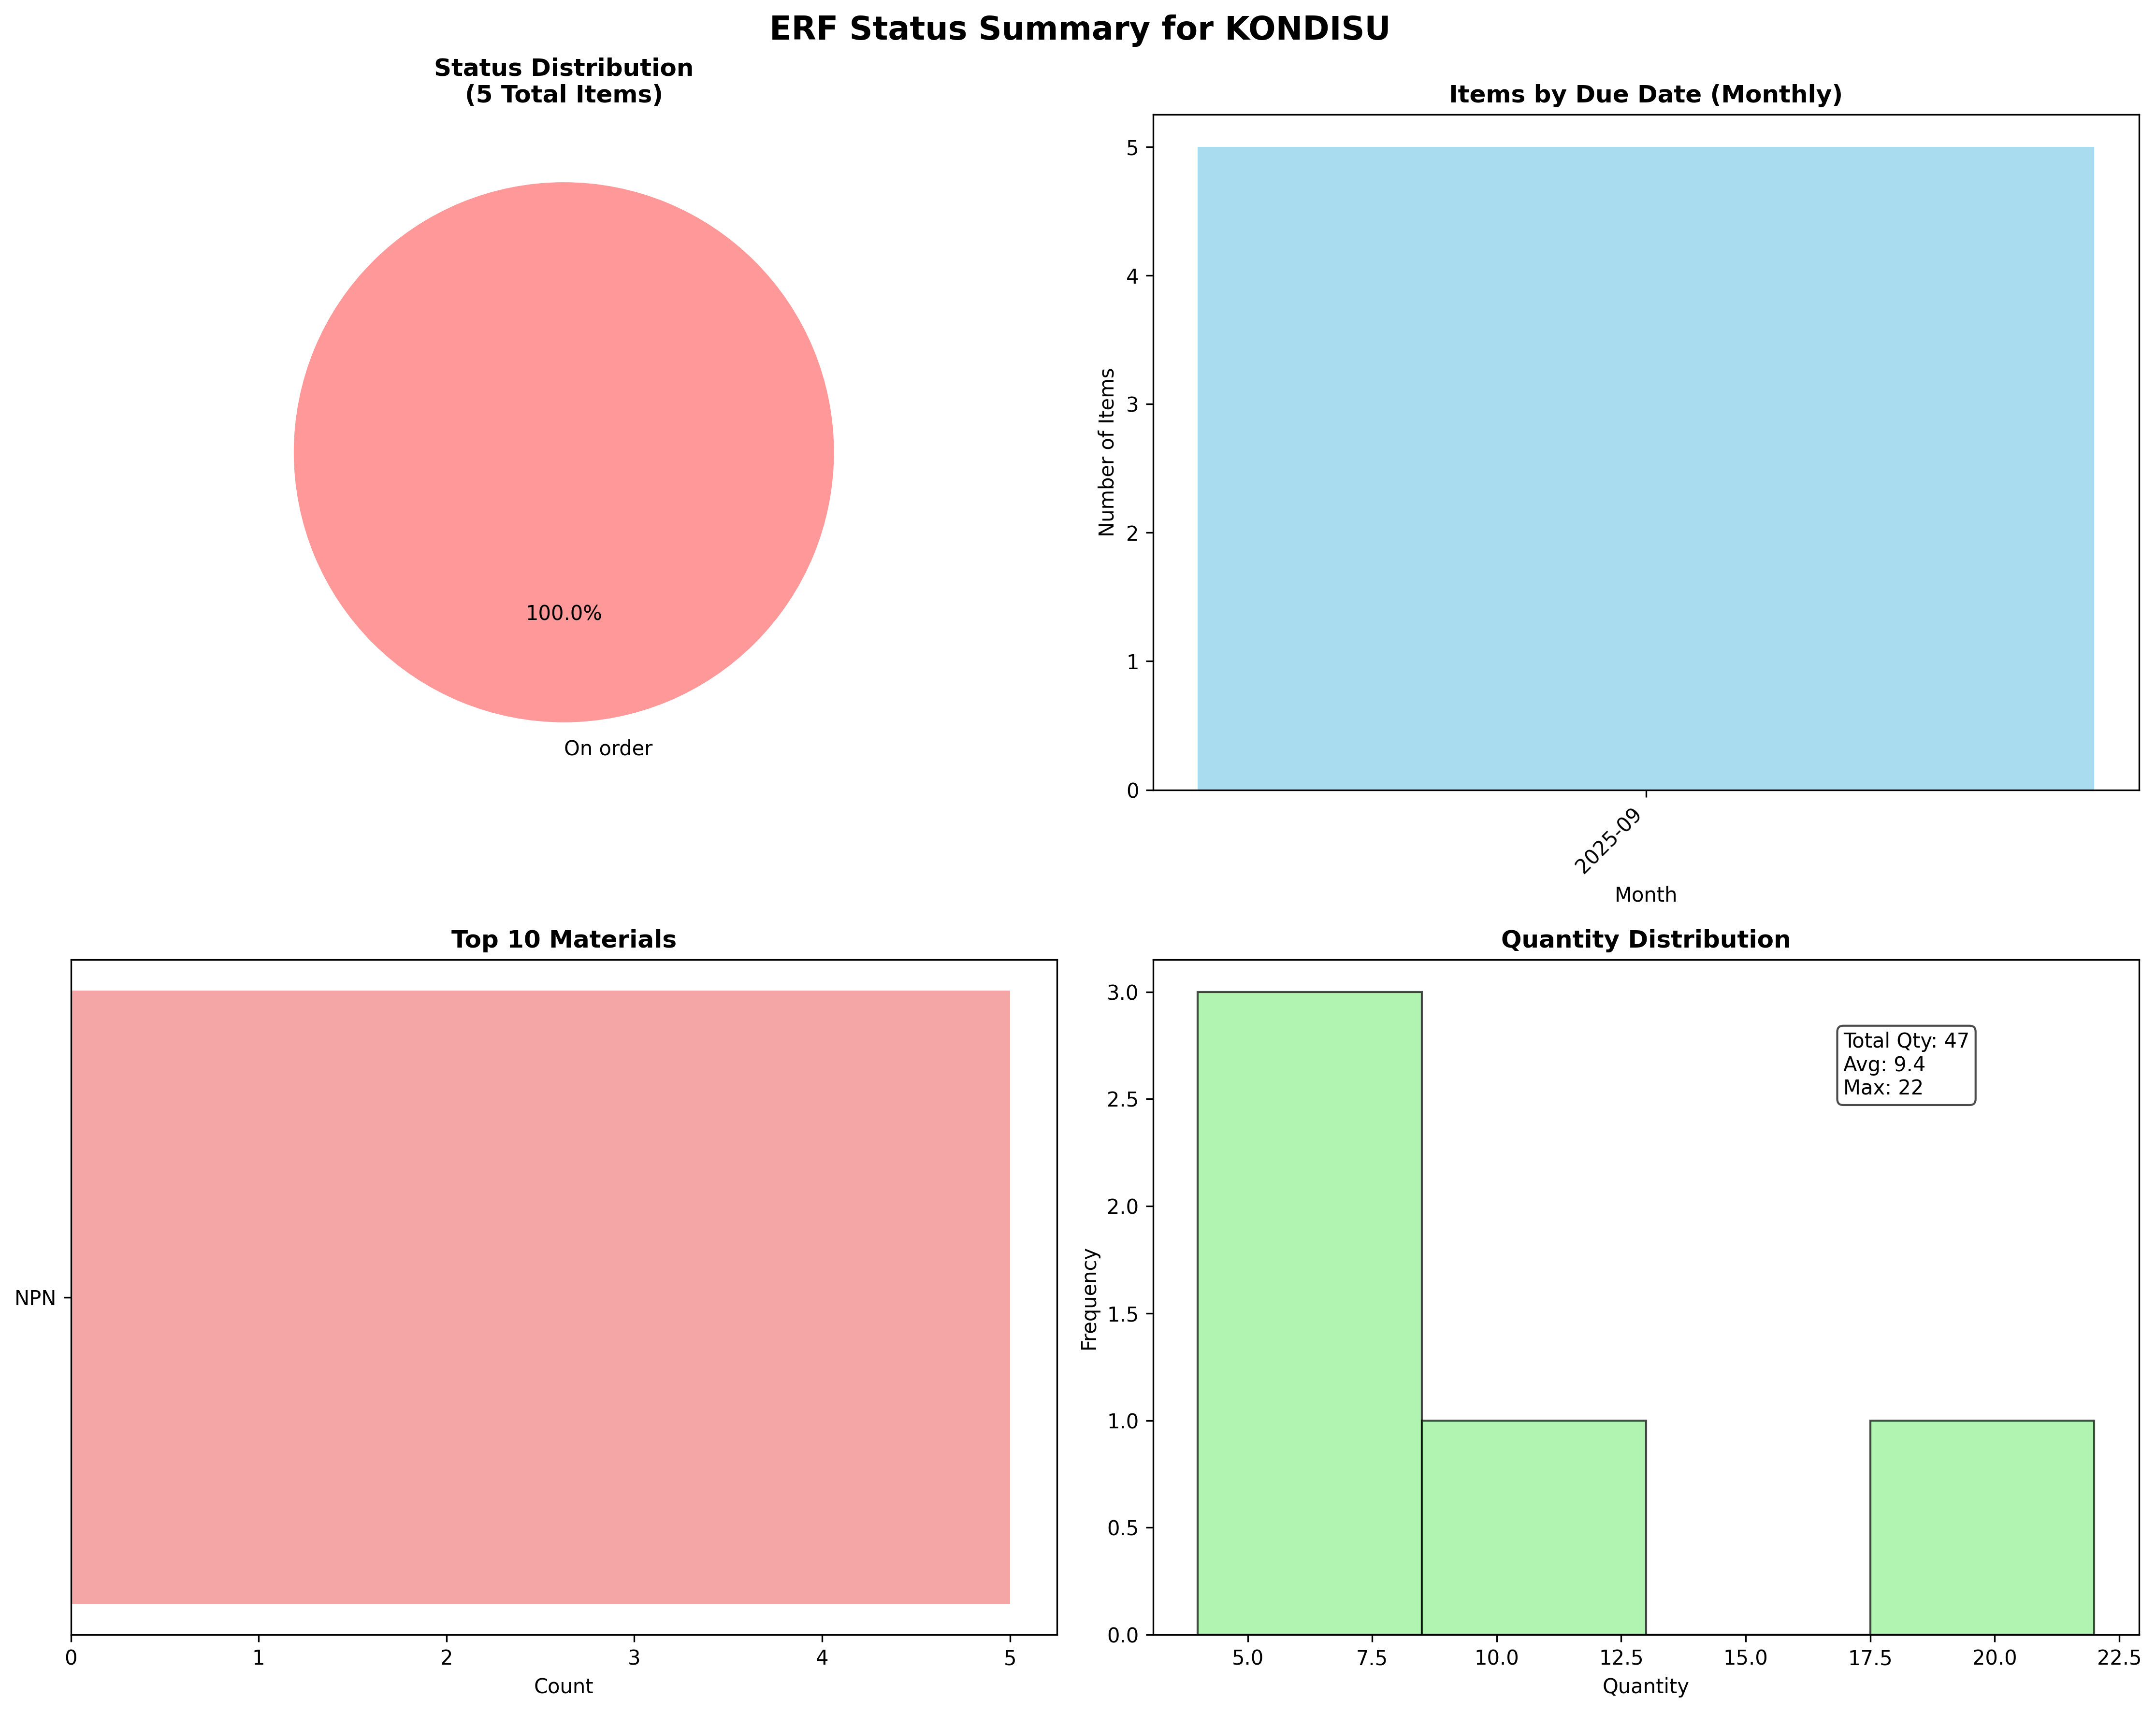 ERF Status Summary for KONDISU
Status Distribution
(5 Total Items)
100.0%
On order
Items by Due Date (Monthly)
Number of Items
5
4
3
2
1
0
2025-09
Month
Top 10 Materials
NPN
0 1 2 3 4 5
Count
Quantity Distribution
Frequency
3.0
2.5
2.0
1.5
1.0
0.5
0.0
Total Qty: 47
Avg: 9.4
Max: 22
5.0 7.5 10.0 12.5 15.0 17.5 20.0 22.5
Quantity